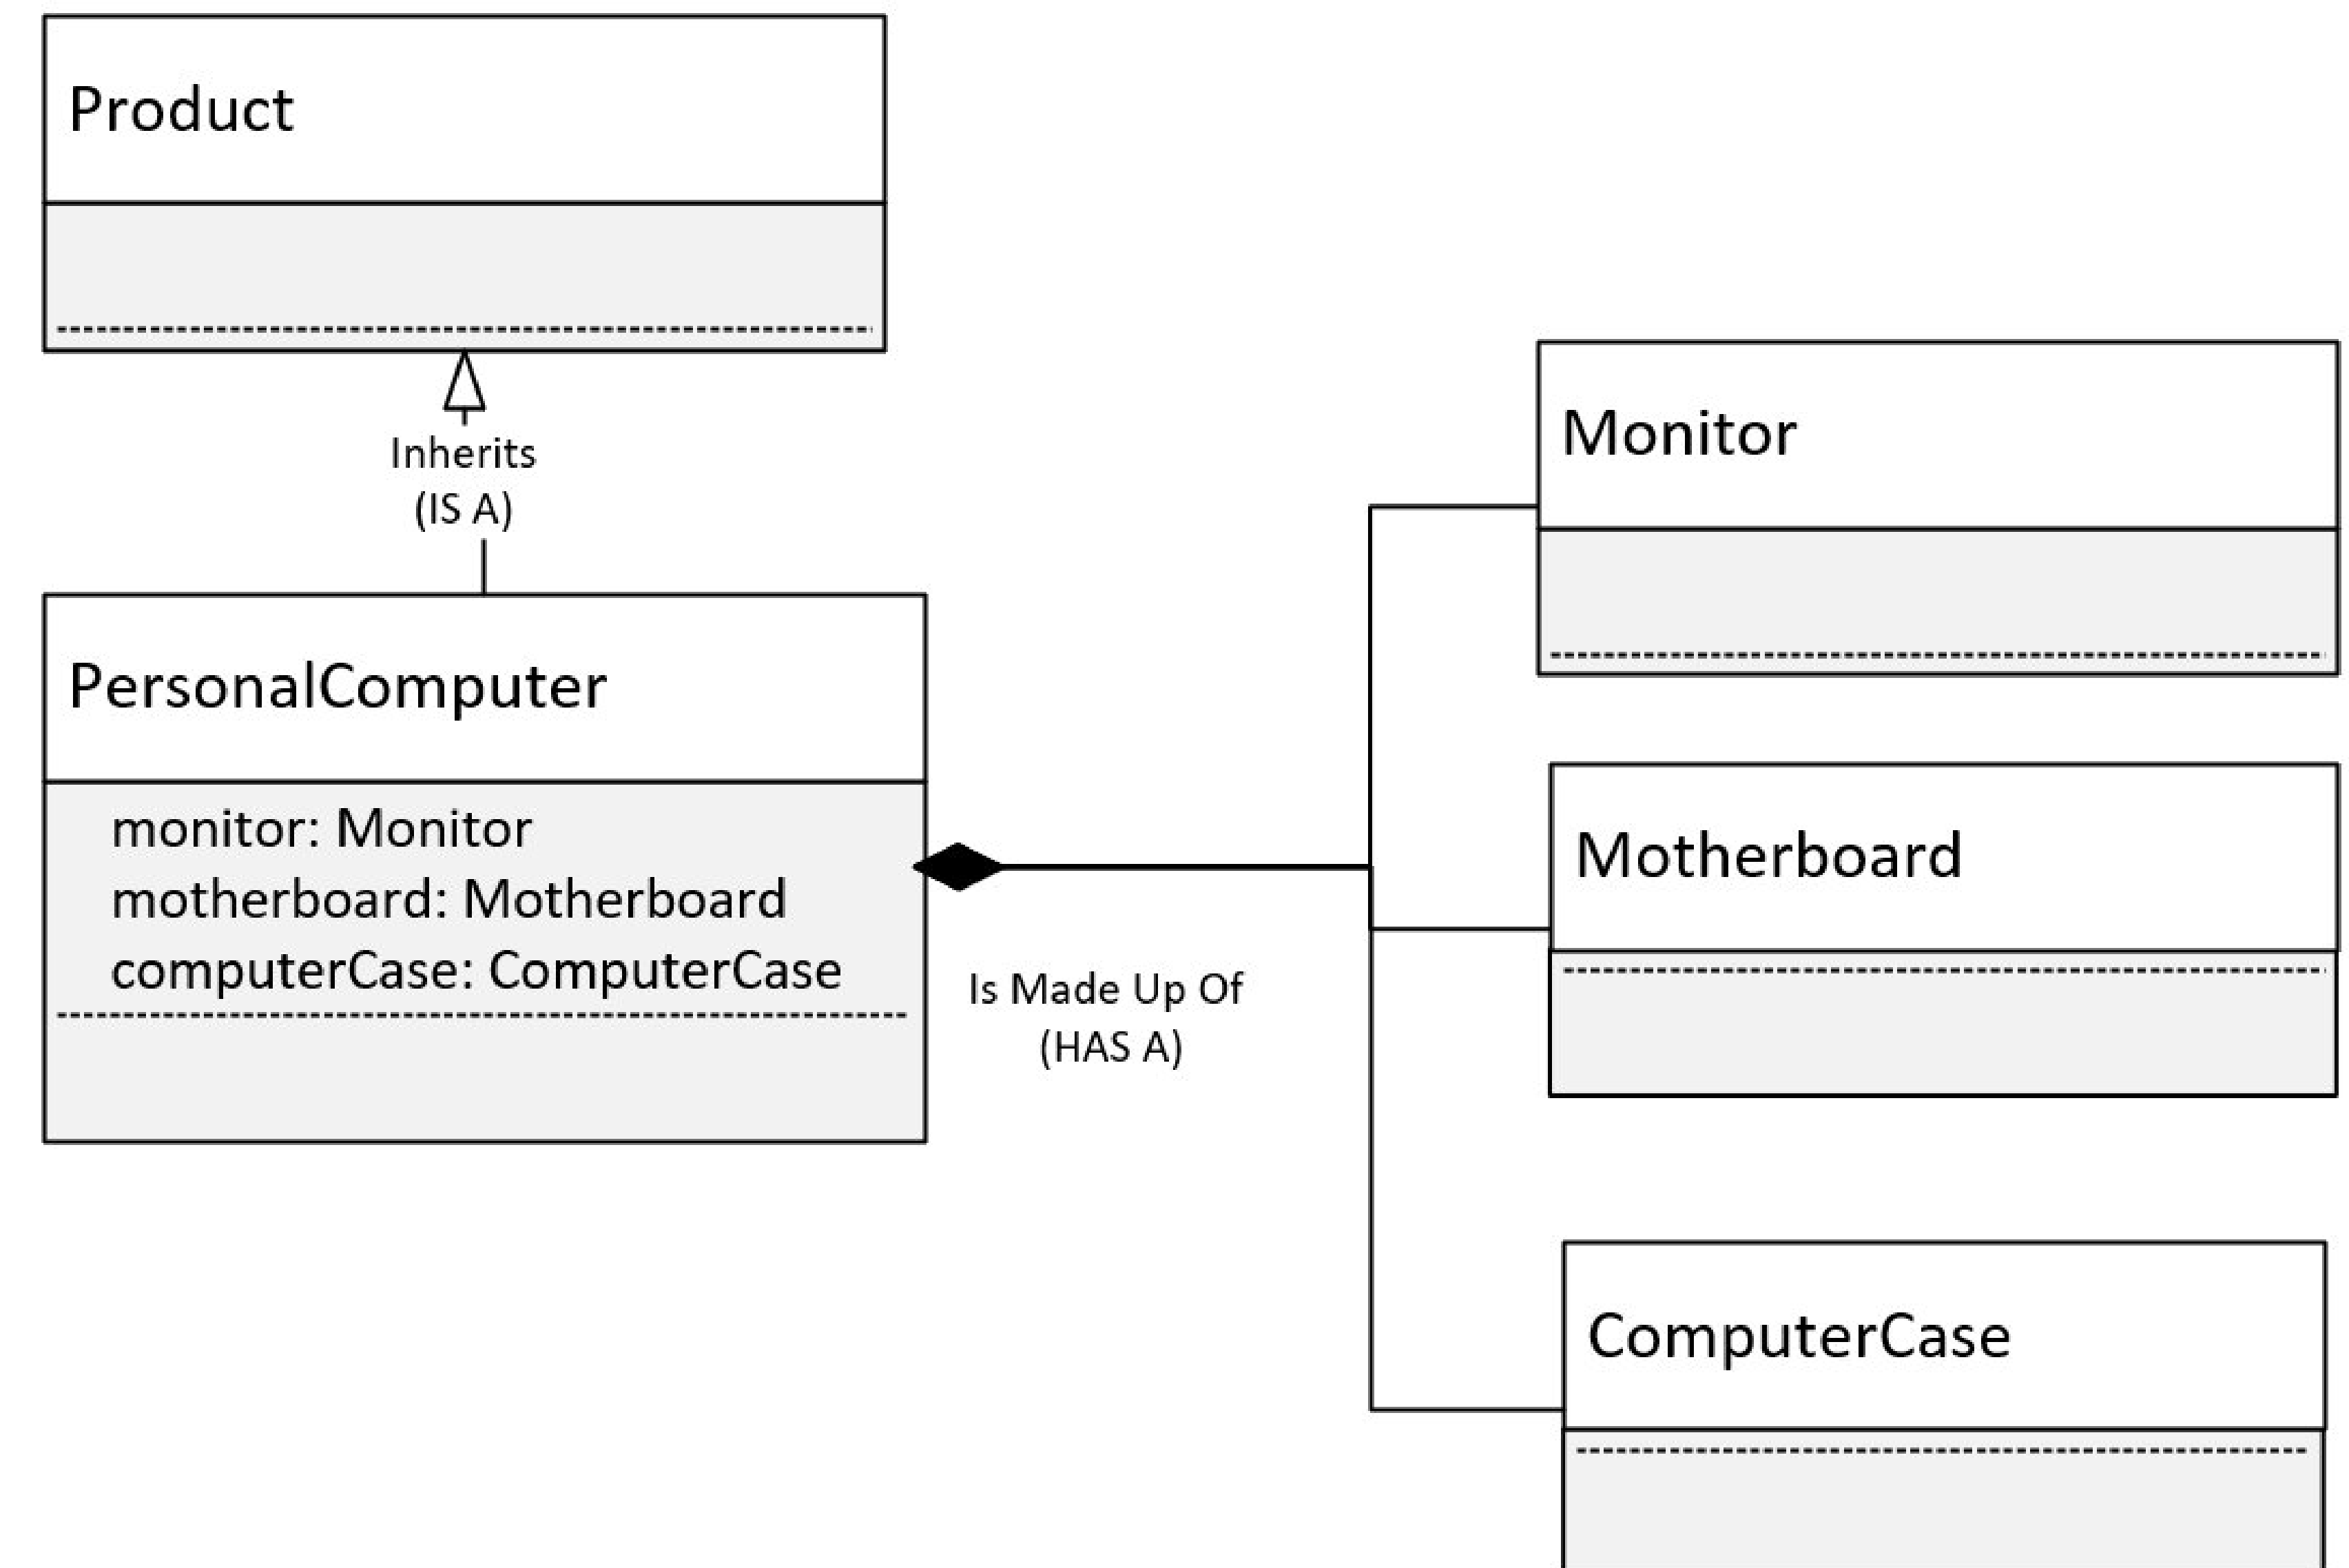 Product
Inherits
(IS A)
PersonalComputer
monitor: Monitor
motherboard: Motherboard
computerCase: ComputerCase
Is Made Up Of
(HAS A)
Monitor
Motherboard
ComputerCase